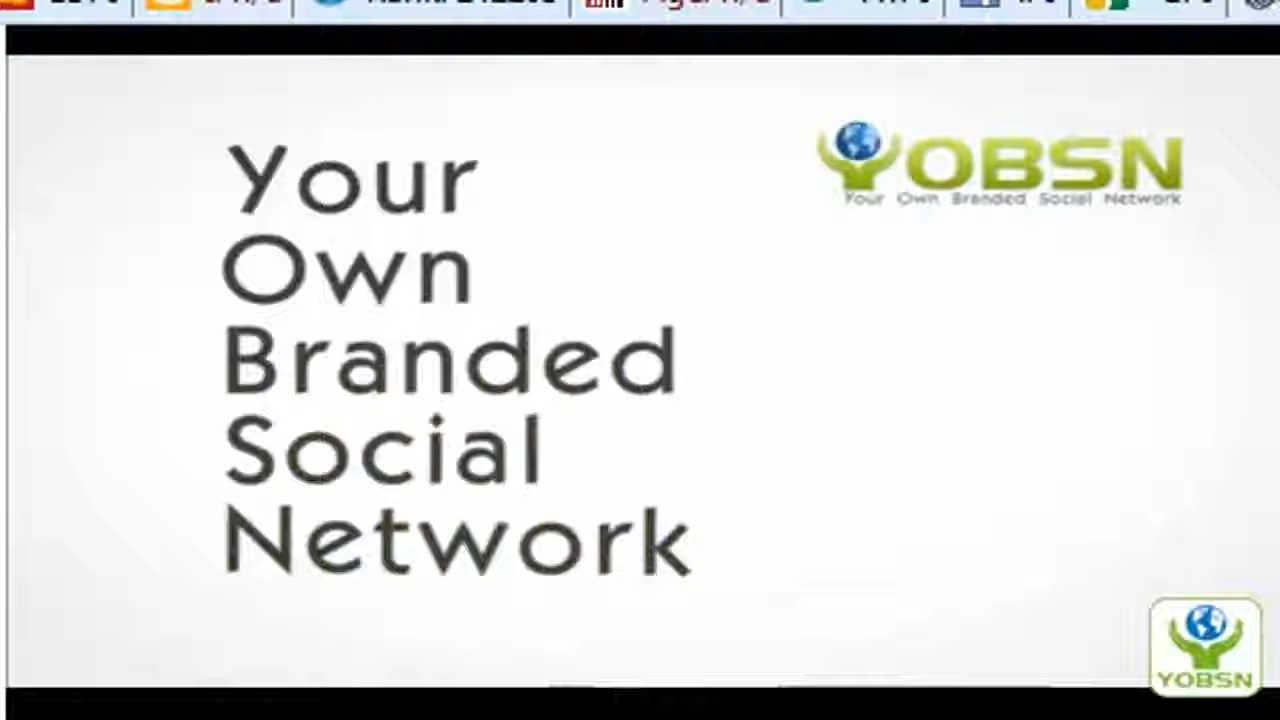 Your
Own
Branded
Social
Network
YOBSN
Your Own Branded Social Network
YOBSN